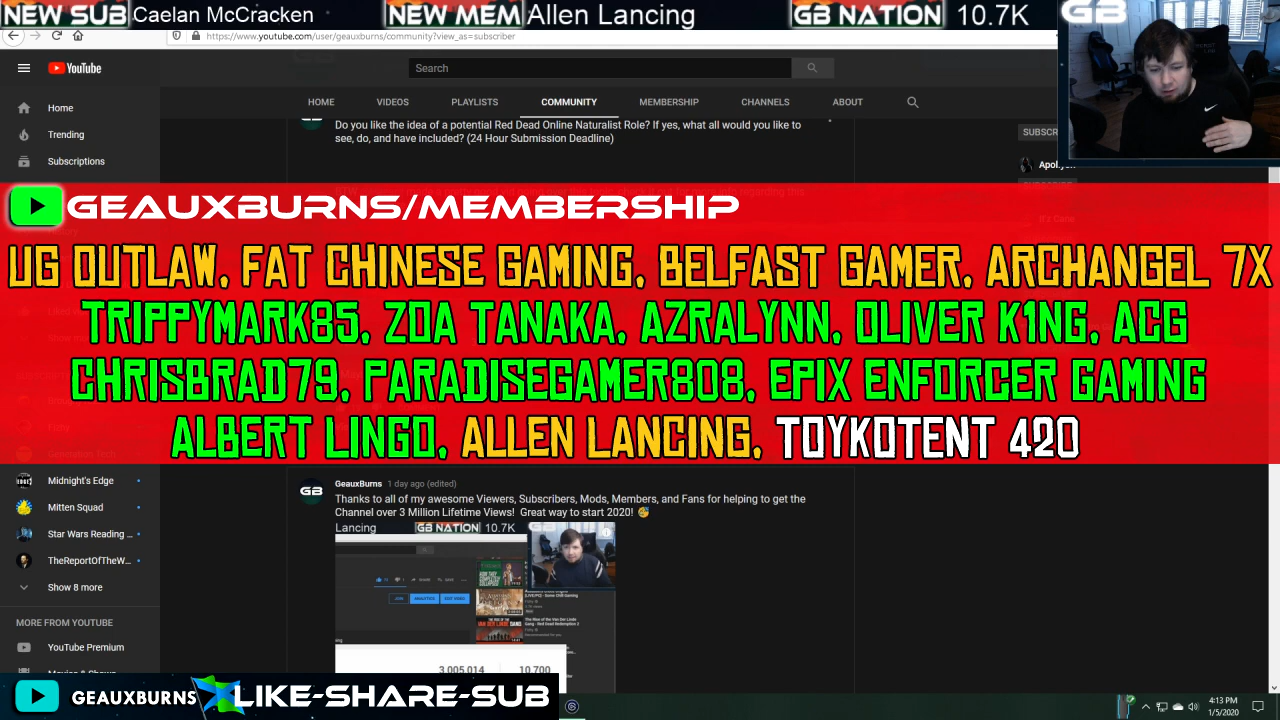 NEW SUB Caelan McCracken NEW MEM Allen Lancing GB NATION 10.7K GB
https://www.youtube.com/user/geauxburns/community?view_as=subscriber
YouTube
Search
HOME VIDEOS PLAYLISTS COMMUNITY MEMBERSHIP CHANNELS ABOUT
Home
Trending
Subscriptions
Do you like the idea of a potential Red Dead Online Naturalist Role? If yes, what all would you like to
see, do, and have included? (24 Hour Submission Deadline)
SUBSCR
GEAUXBURNS/MEMBERSHIP
UG OUTLAW, FAT CHINESE GAMING, BELFAST GAMER, ARCHANGEL 7X
TRIPPYMARK85, ZOA TANAKA, AZRALYNN, OLIVER K1NG, ACG
CHRISBRAD79, PARADISEGAMER808, EPIX ENFORCER GAMING
ALBERT LINGO, ALLEN LANCING, TOYKOTENT 420
Midnight's Edge
Mitten Squad
Star Wars Reading ...
TheReportOfTheW...
Show 8 more
MORE FROM YOUTUBE
YouTube Premium
GB GeauxBurns 1 day ago (edited)
Thanks to all of my awesome Viewers, Subscribers, Mods, Members, and Fans for helping to get the
Channel over 3 Million Lifetime Views! Great way to start 2020!
Lancing GB NATION 10.7K
3,005,014 10,700
GEAUXBURNS LIKE-SHARE-SUB
4:13 PM
1/5/2020